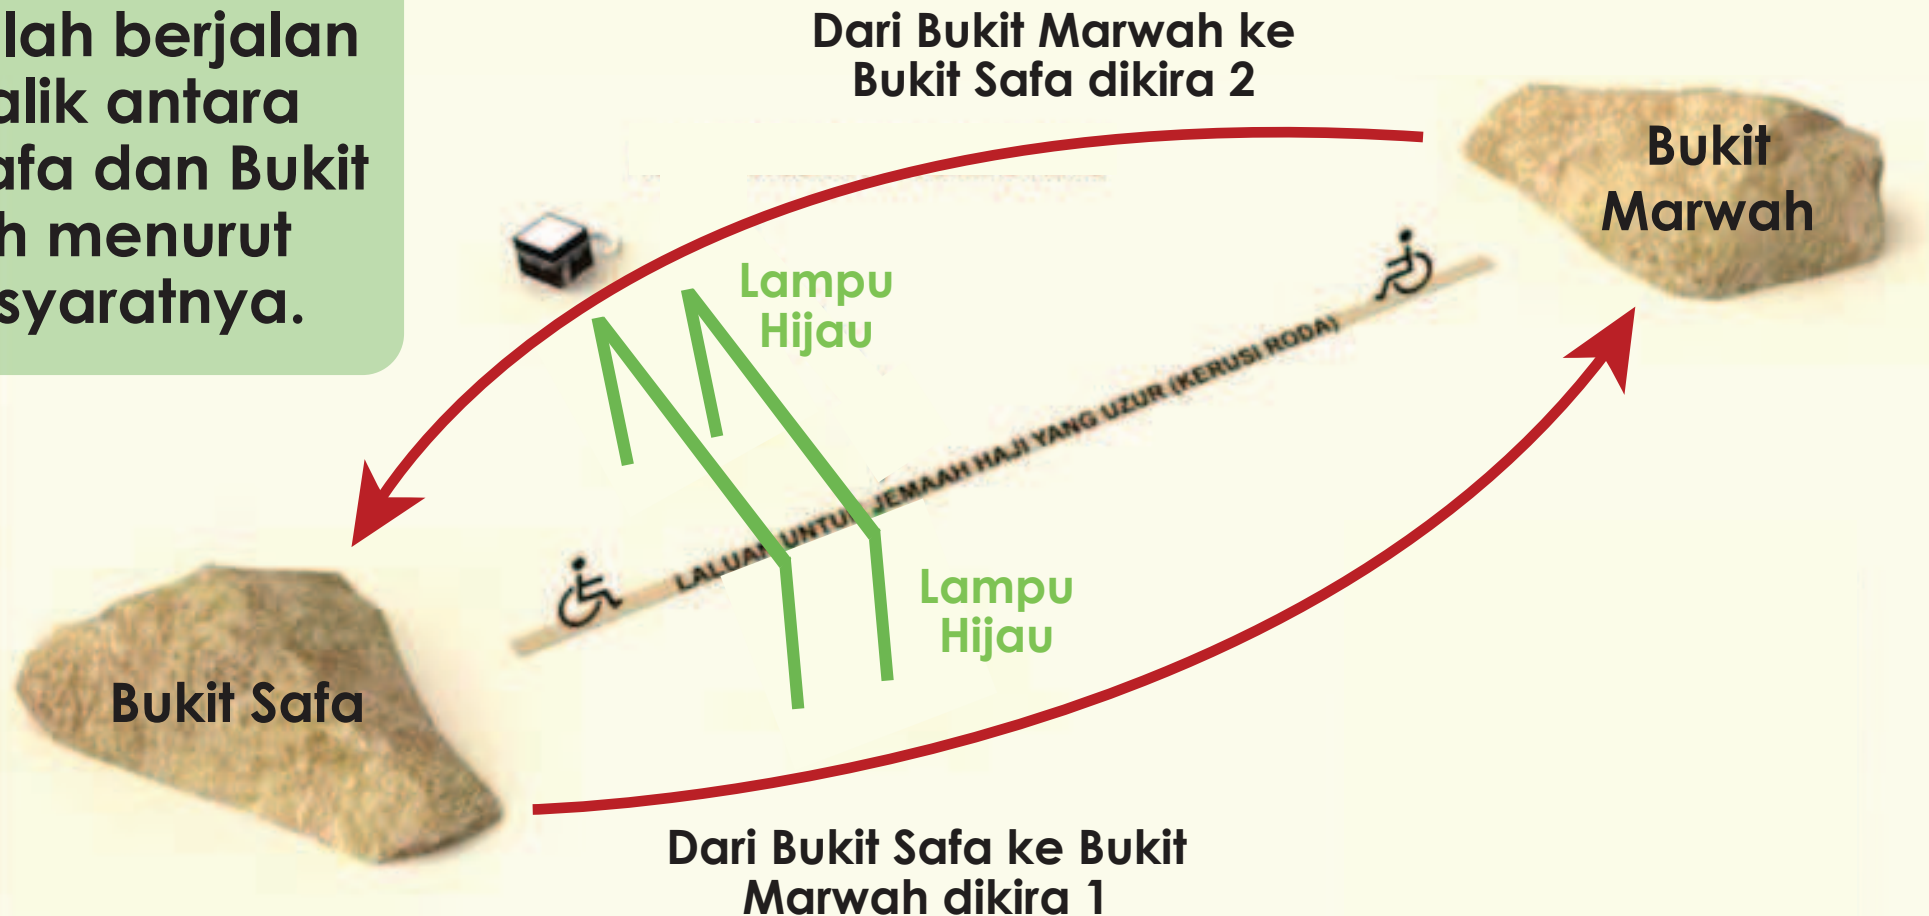 lah berjalan
alik antara
afa dan Bukit
h menurut
syaratnya.
Dari Bukit Marwah ke
Bukit Safa dikira 2
Bukit
Marwah
Lampu
Hijau
LALUAN UNTUK JEMAAH HAJI YANG UZUR (KERUSI RODA)
Lampu
Hijau
Bukit Safa
Dari Bukit Safa ke Bukit
Marwah dikira 1